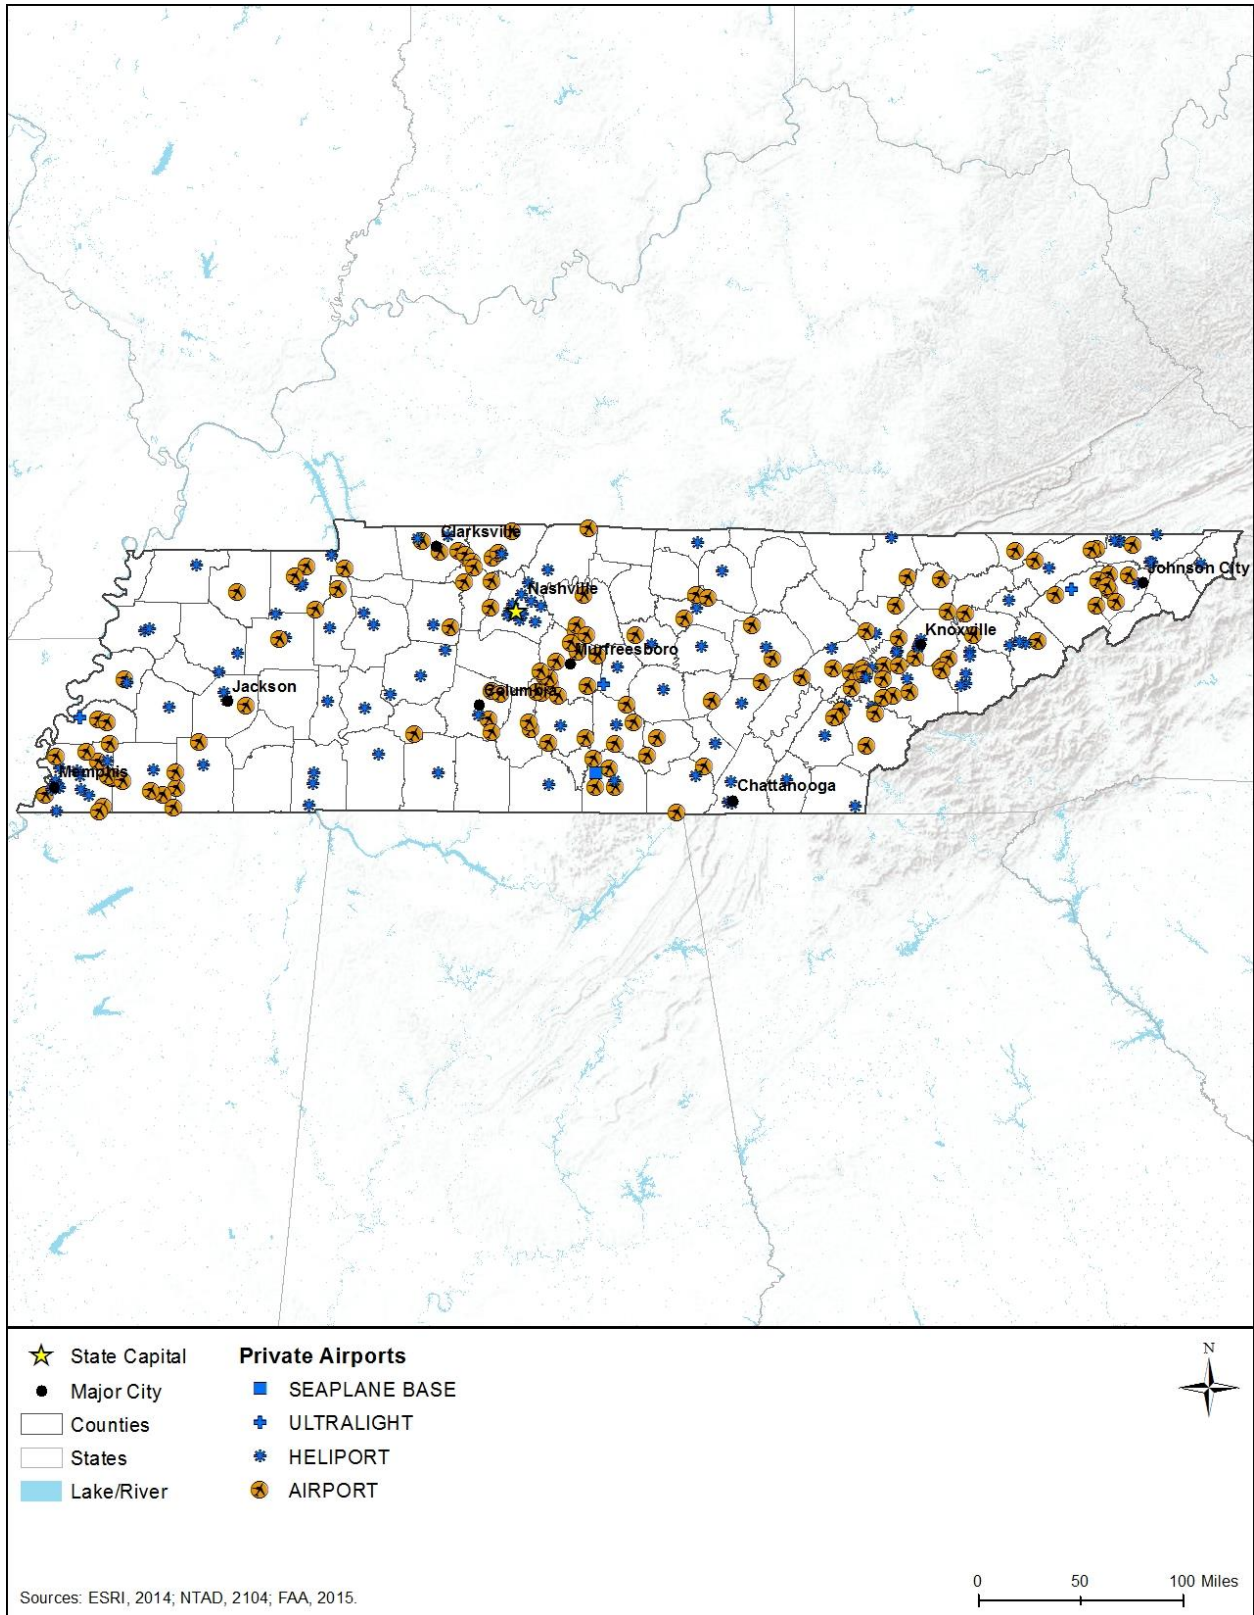 Clarksville
Nashville
Johnson City
Knoxville
Murfreesboro
Jackson
Columbia
Memphis
Chattanooga
State Capital
Major City
Counties
States
Lake/River
Private Airports
SEAPLANE BASE
ULTRALIGHT
HELIPORT
AIRPORT
N
0 50 100 Miles
Sources: ESRI, 2014; NTAD, 2104; FAA, 2015.